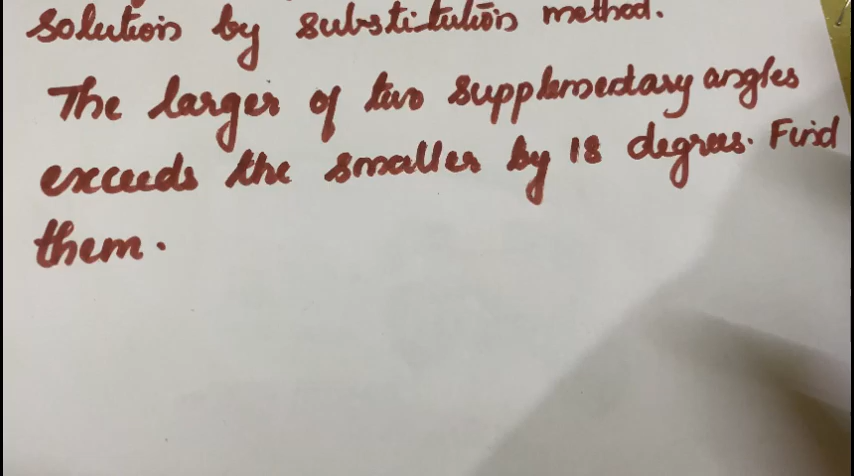 solution by substitution method.
The larger of two supplementary angles
exceeds the smaller by 18 degrees. Find
them.